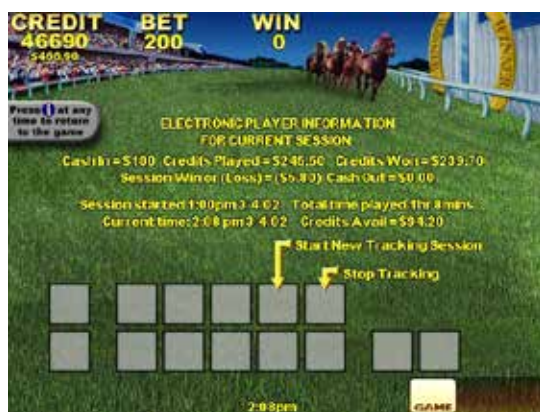 CREDIT BET WIN
46690 200 0
$466.90
Press i at any
time to return
to the game
WINNER
ELECTRONIC PLAYER INFORMATION
FOR CURRENT SESSION
Cash In = $100 Credits Played = $245.50 Credits Won = $239.70
Session Win or (Loss) = ($5.80) Cash Out = $0.00
Session started 1:00pm 3-4-02 Total time played 1hr 8mins
Current time: 2:08 pm 3-4-02 Credits Avail = $94.20
Start New Tracking Session
Stop Tracking
2:08pm
GAME